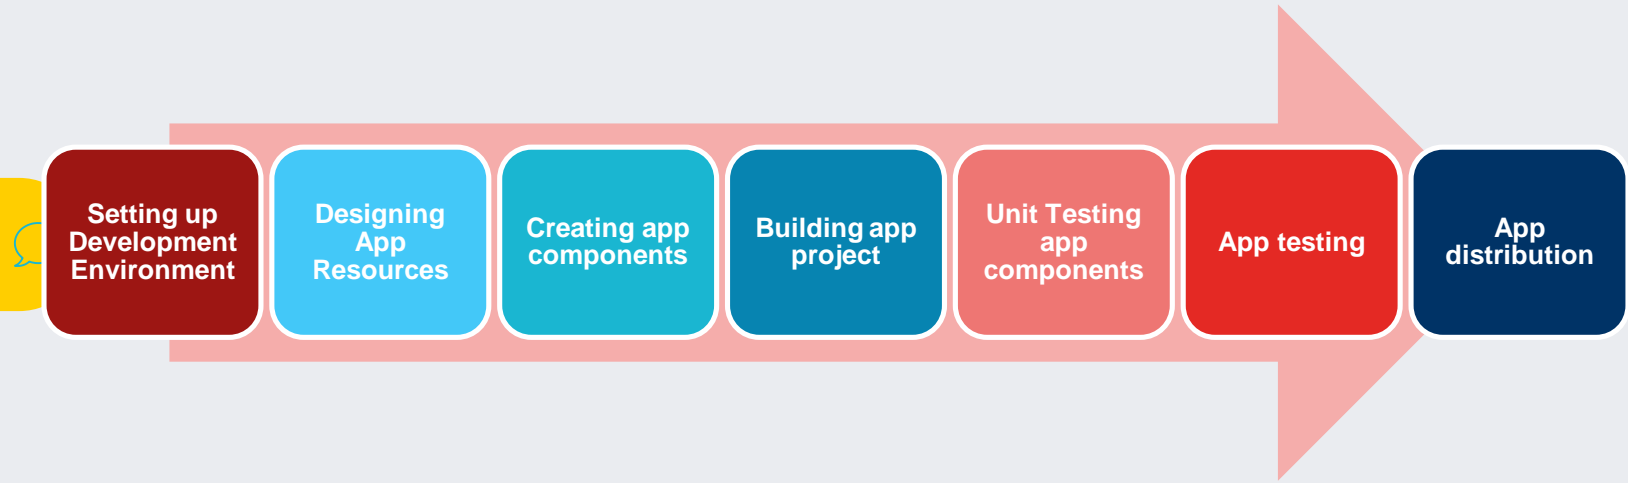 Setting up
Development
Environment
Designing
App
Resources
Creating app
components
Building app
project
Unit Testing
app
components
App testing
App
distribution